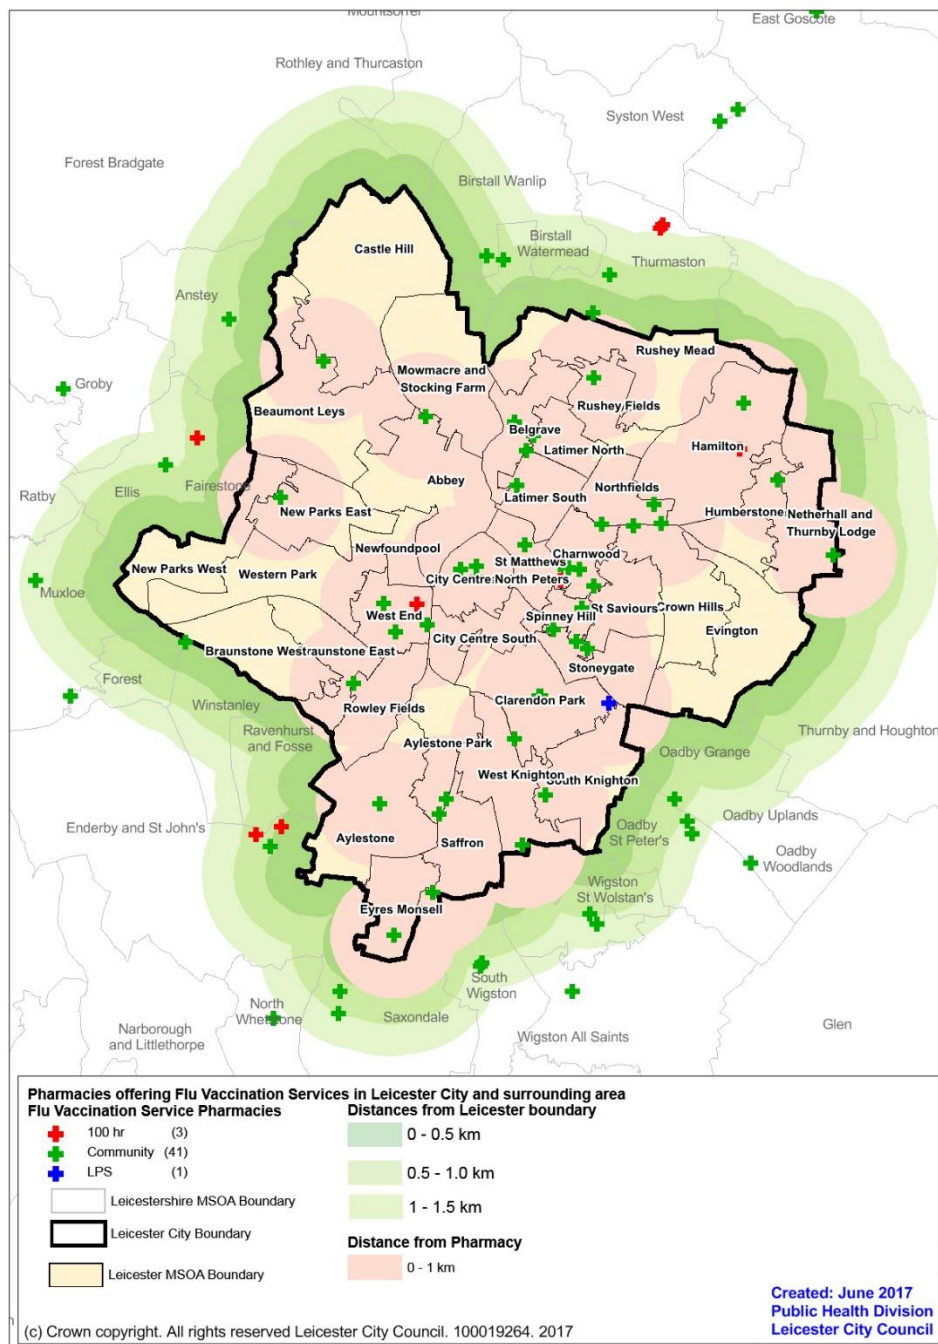 Mountsorrel
East Goscote
Rothley and Thurcaston
Syston West
Forest Bradgate
Birstall Wanlip
Birstall
Watermead
Castle Hill
Thurmaston
Anstey
Rushey Mead
Groby
Mowmacre and
Stocking Farm
Beaumont Leys
Rushey Fields
Belgrave
Latimer North
Hamilton
Abbey
Ellis
Fairestone
Ratby
Latimer South
Northfields
New Parks East
Humberstone
Netherhall and
Thurnby Lodge
Newfoundpool
St Matthews
Charnwood
New Parks West
Western Park
City Centre
North
Peters
Muxloe
West End
St Saviours
Crown Hills
Spinney Hill
Evington
City Centre South
Braunstone West
raunstone East
Stoneygate
Forest
Winstanley
Rowley Fields
Clarendon Park
Ravenhurst
and Fosse
Thurnby and Houghton
Aylestone Park
Oadby Grange
West Knighton
South Knighton
Enderby and St John's
Aylestone
Saffron
Oadby
St Peter's
Oadby Uplands
Oadby
Woodlands
Wigston
St Wolstan's
Eyres Monsell
South
Wigston
North
Whetstone
Saxondale
Narborough
and Littlethorpe
Wigston All Saints
Glen
Pharmacies offering Flu Vaccination Services in Leicester City and surrounding area
Flu Vaccination Service Pharmacies
100 hr (3)
Community (41)
LPS (1)
Leicestershire MSOA Boundary
Leicester City Boundary
Leicester MSOA Boundary
Distances from Leicester boundary
0 - 0.5 km
0.5 - 1.0 km
1 - 1.5 km
Distance from Pharmacy
0 - 1 km
Created: June 2017
Public Health Division
Leicester City Council
(c) Crown copyright. All rights reserved Leicester City Council. 100019264. 2017